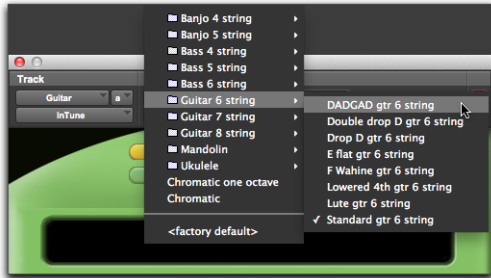 Banjo 4 string
Banjo 5 string
Bass 4 string
Bass 5 string
Bass 6 string
Guitar 6 string
Guitar 7 string
Guitar 8 string
Mandolin
Ukulele
Chromatic one octave
Chromatic
<factory default>
Track
Guitar
a
InTune
DADGAD gtr 6 string
Double drop D gtr 6 string
Drop D gtr 6 string
E flat gtr 6 string
F Wahine gtr 6 string
Lowered 4th gtr 6 string
Lute gtr 6 string
✓ Standard gtr 6 string